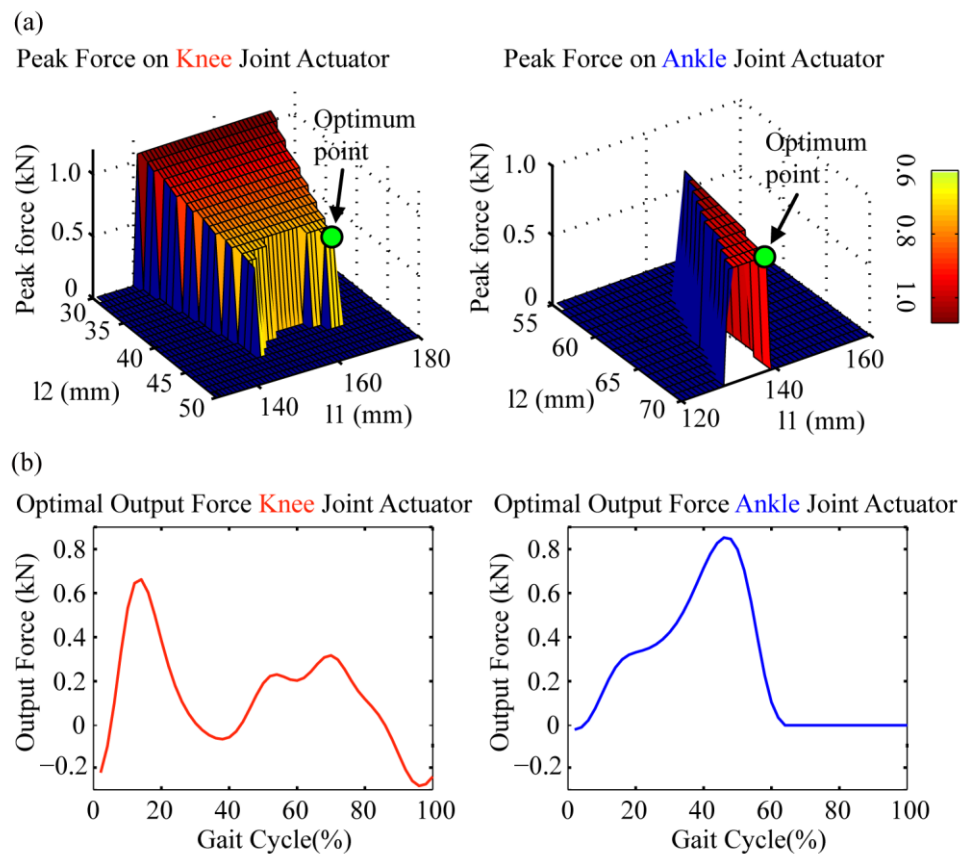 (a)
Peak Force on Knee Joint Actuator
Peak force (kN)
1.0
0.5
0
30
35
40
45
50
l2 (mm)
140
160
180
l1 (mm)
Optimum
point
Peak Force on Ankle Joint Actuator
Peak force (kN)
1.0
0.5
0
55
60
65
70
l2 (mm)
120
140
160
l1 (mm)
Optimum
point
0.6
0.8
1.0
(b)
Optimal Output Force Knee Joint Actuator
Output Force (kN)
0.8
0.6
0.4
0.2
0
−0.2
0
20
40
60
80
100
Gait Cycle(%)
Optimal Output Force Ankle Joint Actuator
Output Force (kN)
0.8
0.6
0.4
0.2
0
−0.2
0
20
40
60
80
100
Gait Cycle(%)